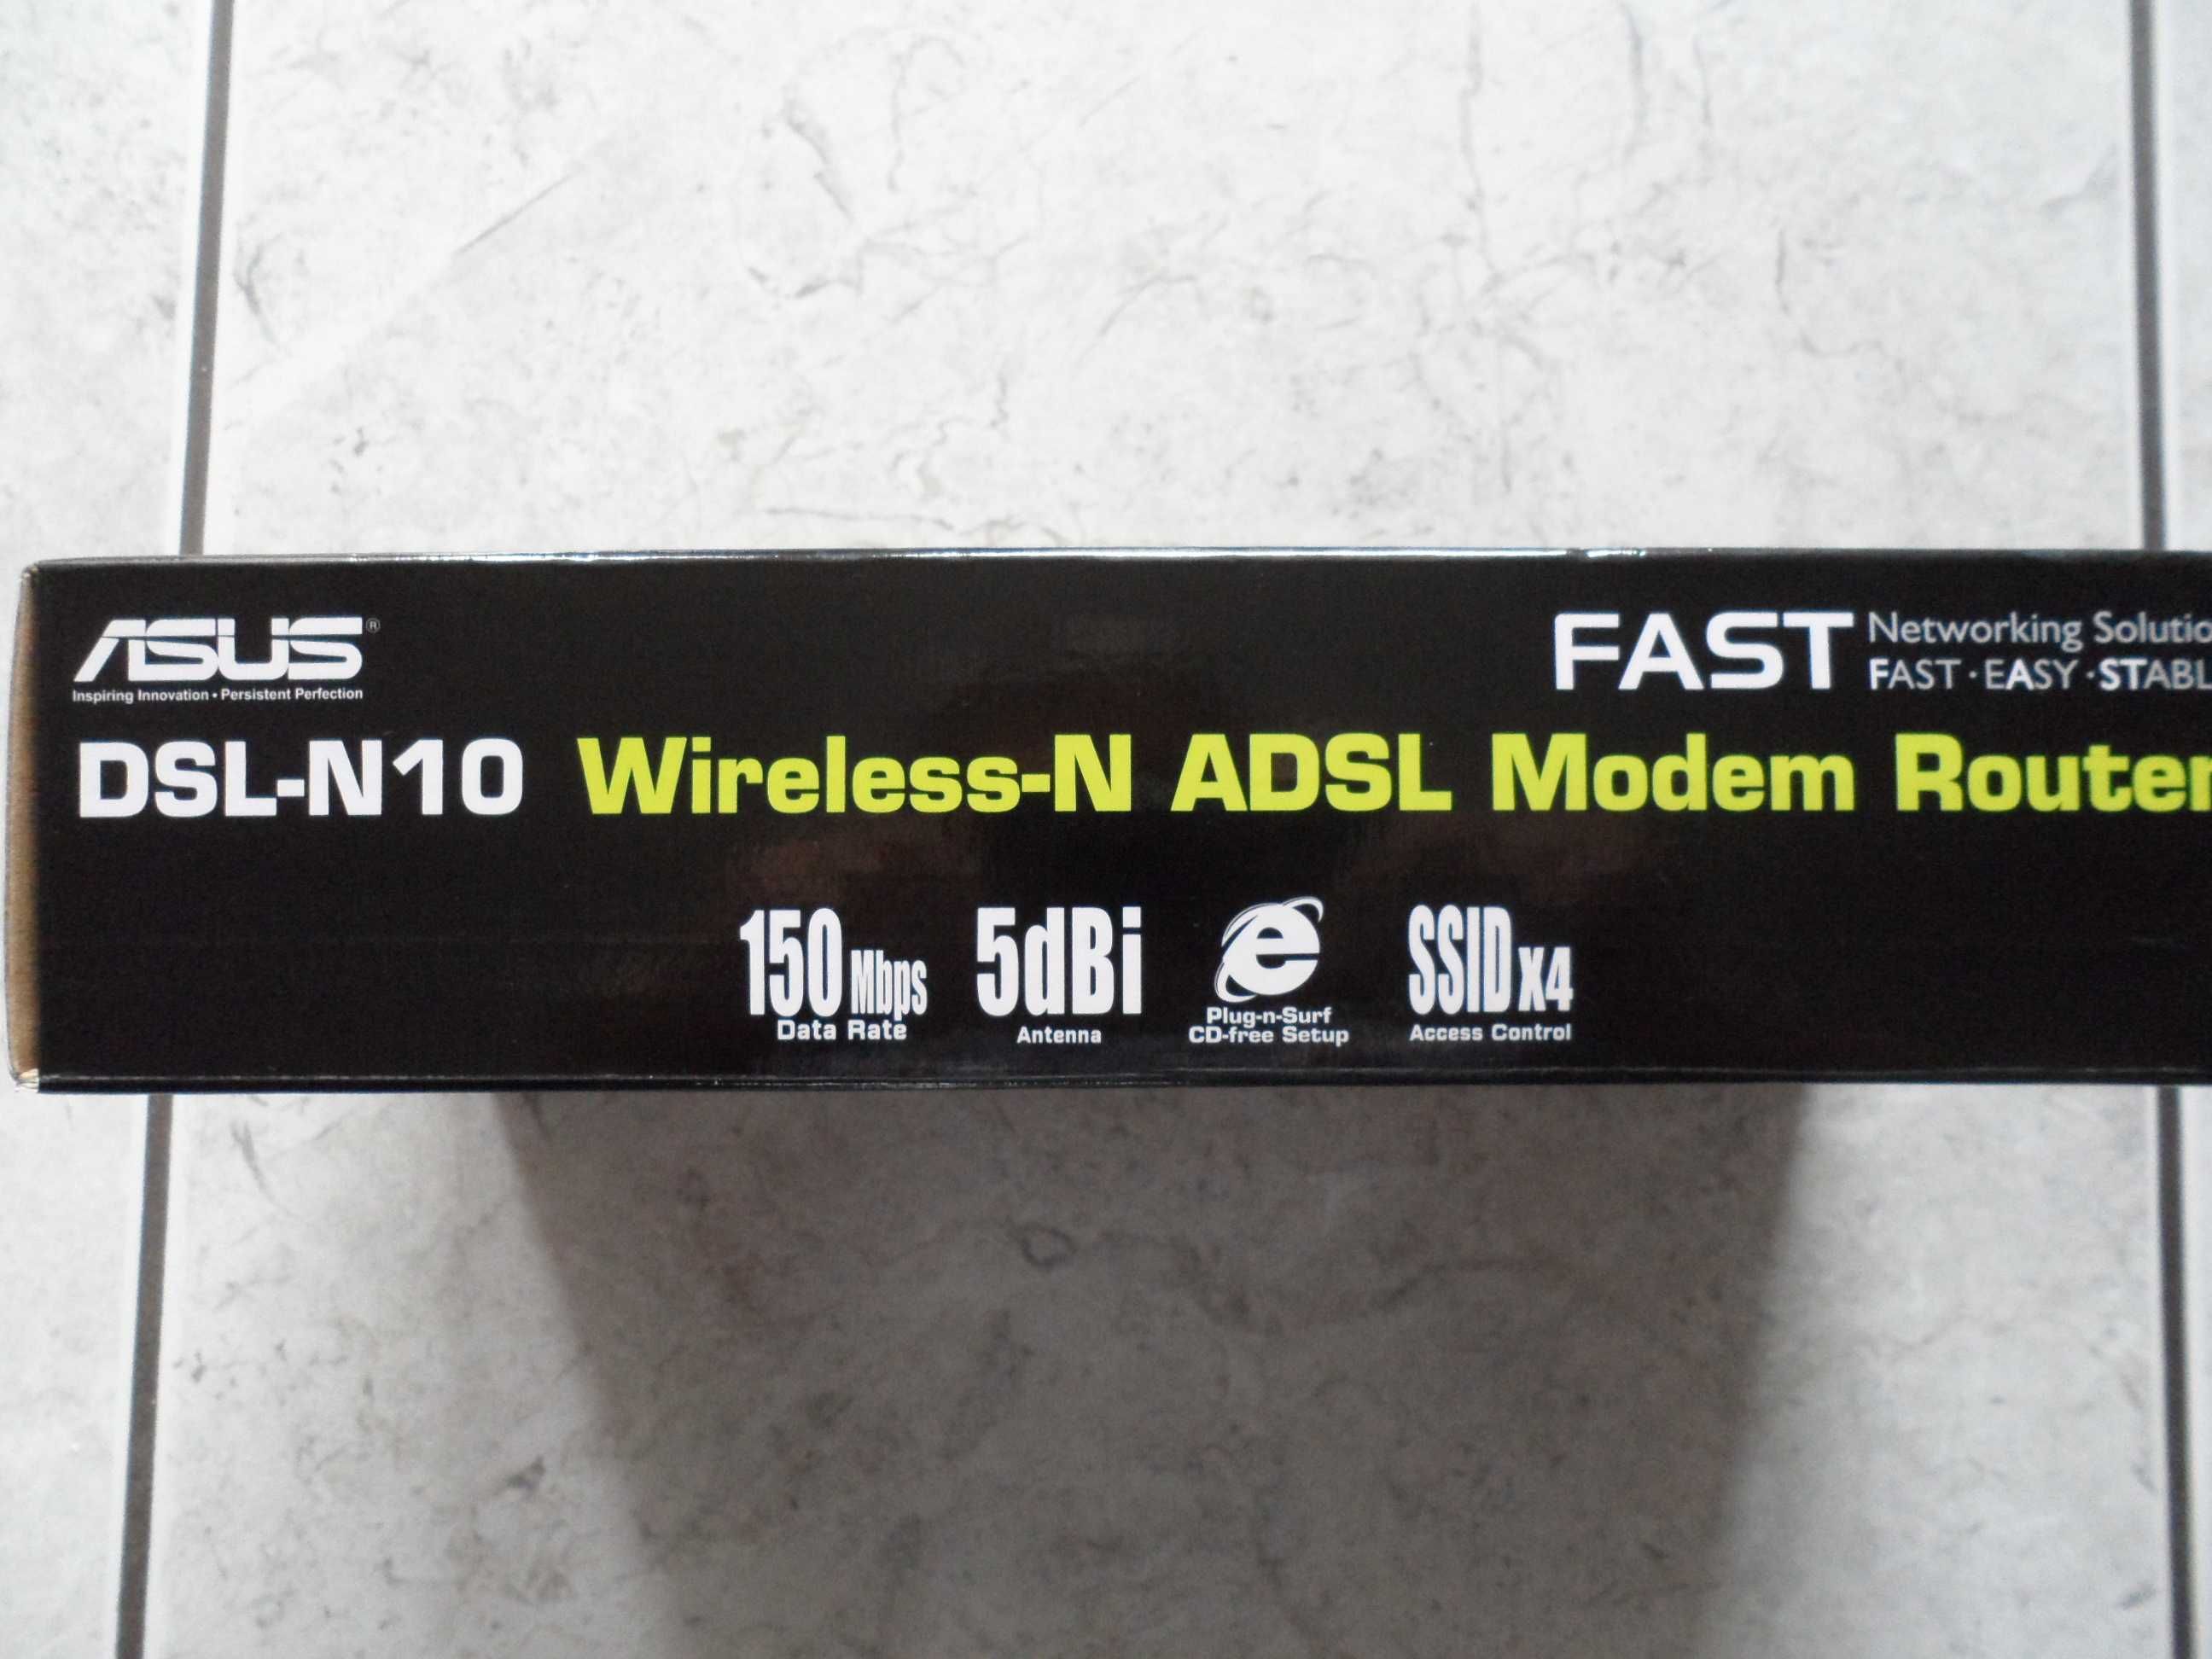 ASUS®
Inspiring Innovation • Persistent Perfection
FAST Networking Solutio
FAST · EASY · STABL
DSL-N10 Wireless-N ADSL Modem Router
150 Mbps
Data Rate
5dBi
Antenna
Plug-n-Surf
CD-free Setup
SSID X4
Access Control